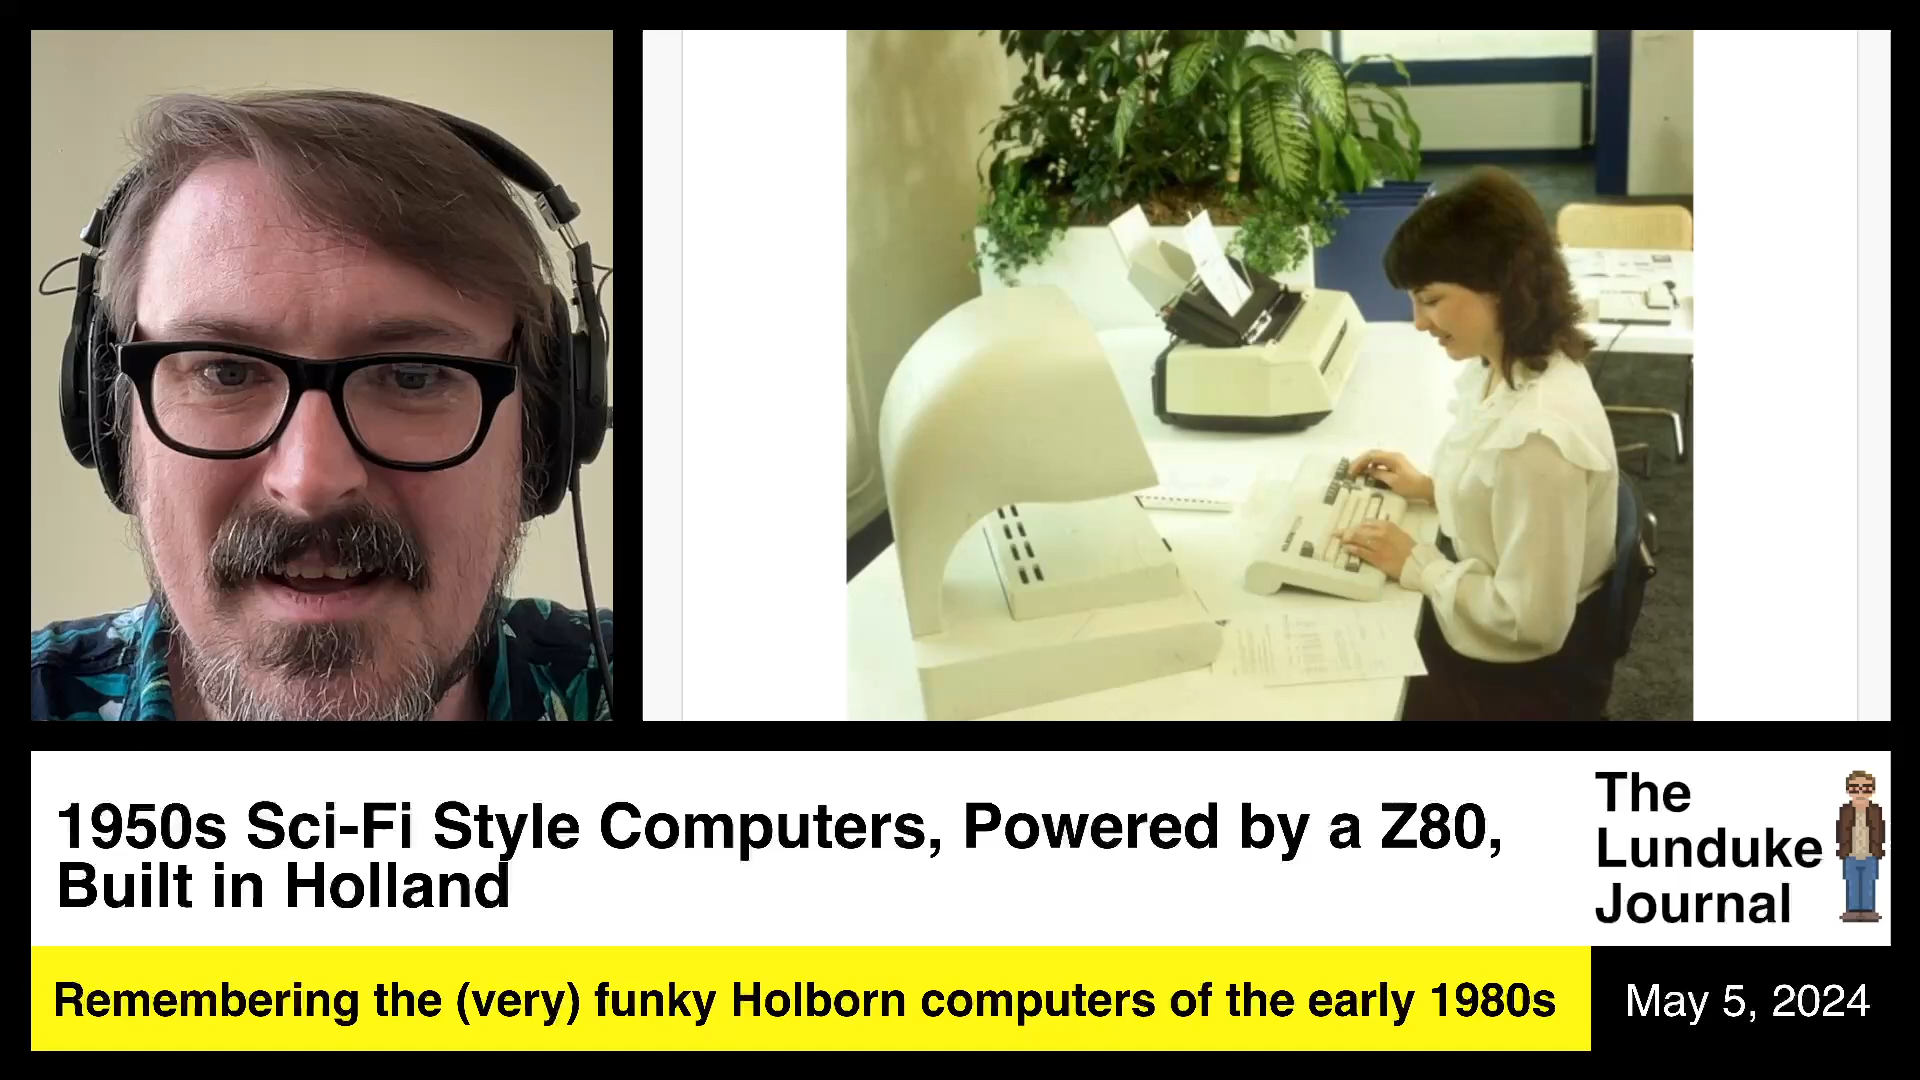 1950s Sci-Fi Style Computers, Powered by a Z80,
Built in Holland
The
Lunduke
Journal
Remembering the (very) funky Holborn computers of the early 1980s
May 5, 2024